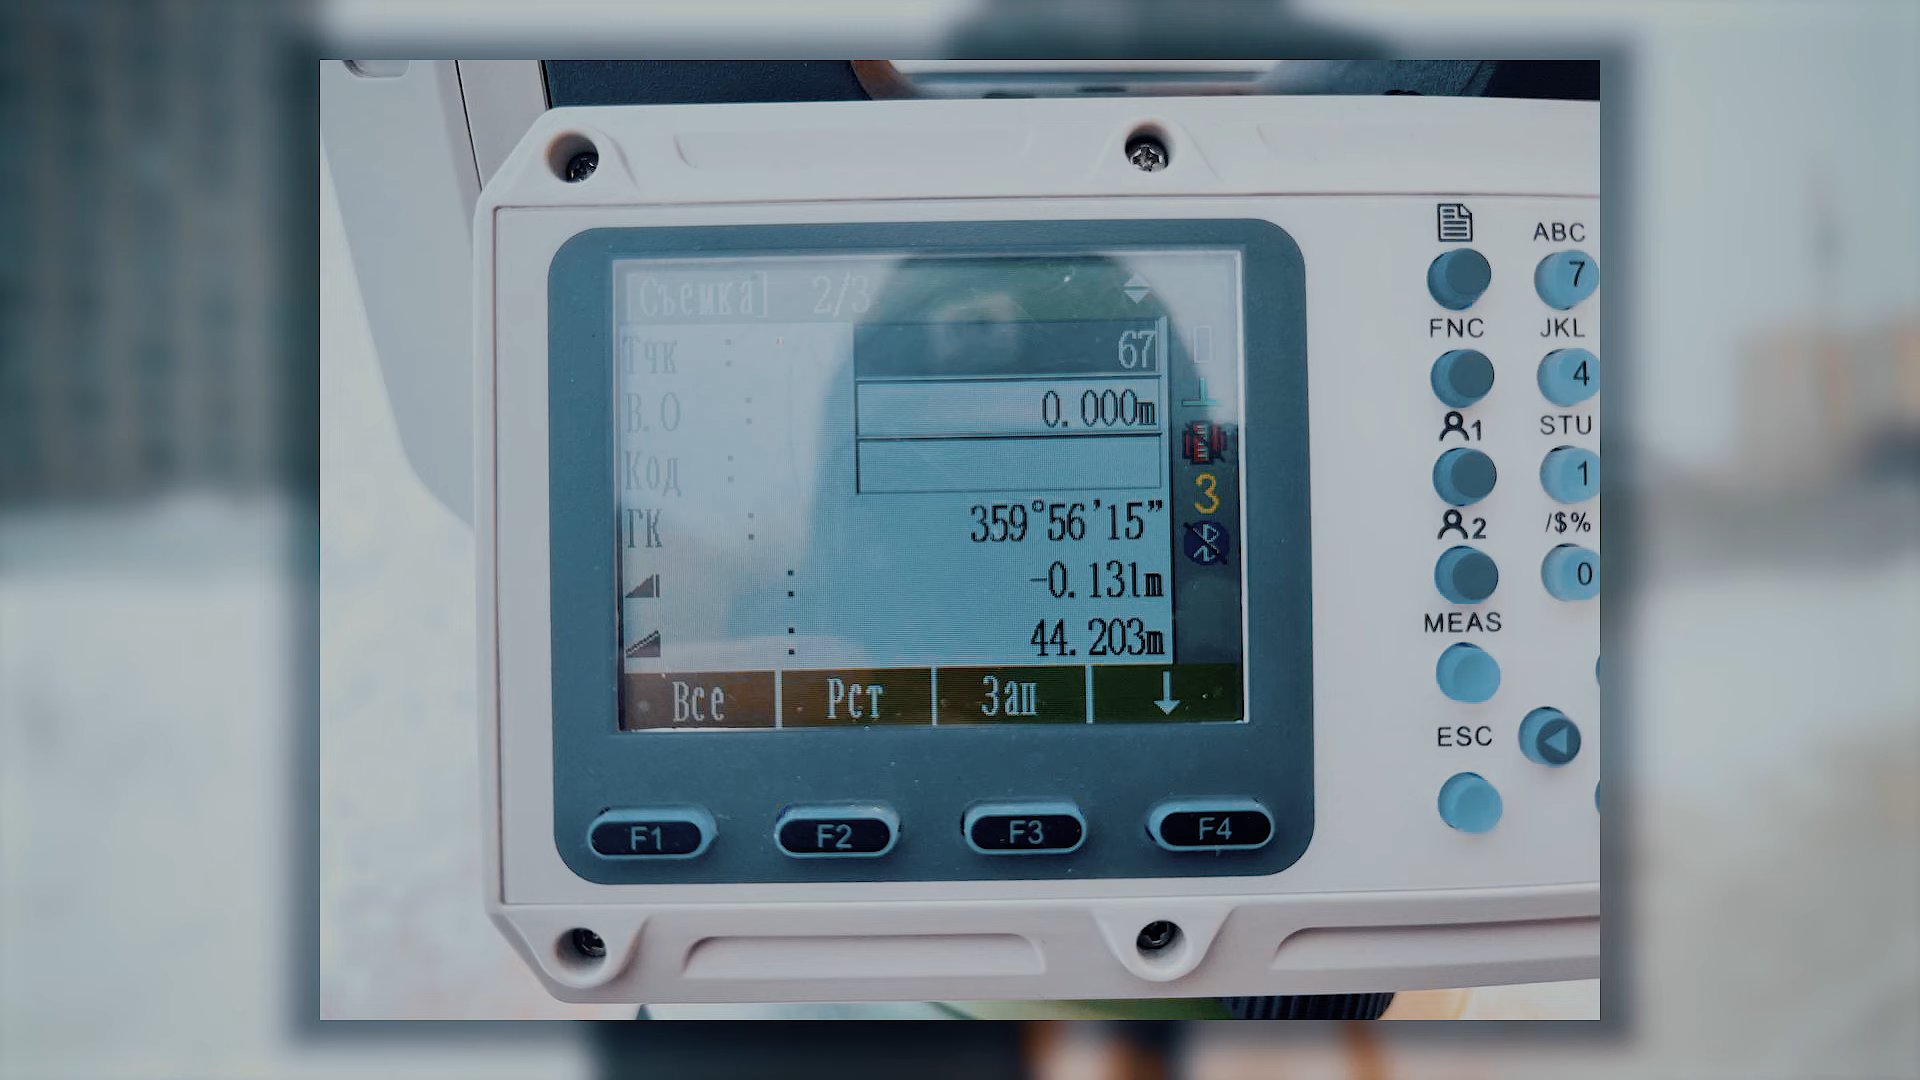 [Съемка] 2/3
Тчк : 67
В.О : 0.000m
Код :
ГК : 359°56'15"
: -0.131m
: 44.203m
3
Все Рст Зап ↓
F1 F2 F3 F4
ABC
7
FNC JKL
4
1 STU
1
2 /$%
0
MEAS
ESC